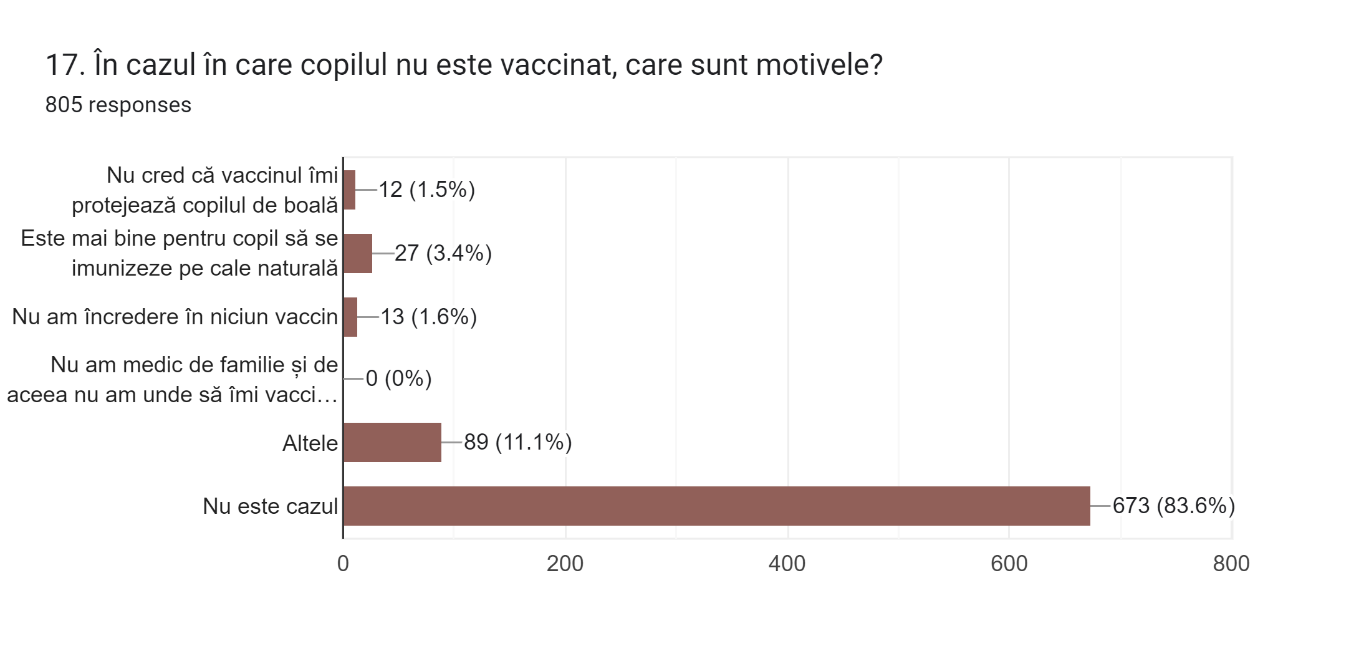 17. În cazul în care copilul nu este vaccinat, care sunt motivele?
805 responses
Nu cred că vaccinul îmi
protejează copilul de boală
12 (1.5%)
Este mai bine pentru copil să se
imunizeze pe cale naturală
27 (3.4%)
Nu am încredere în niciun vaccin
13 (1.6%)
Nu am medic de familie și de
aceea nu am unde să îmi vacci…
0 (0%)
Altele
89 (11.1%)
Nu este cazul
673 (83.6%)
0 200 400 600 800